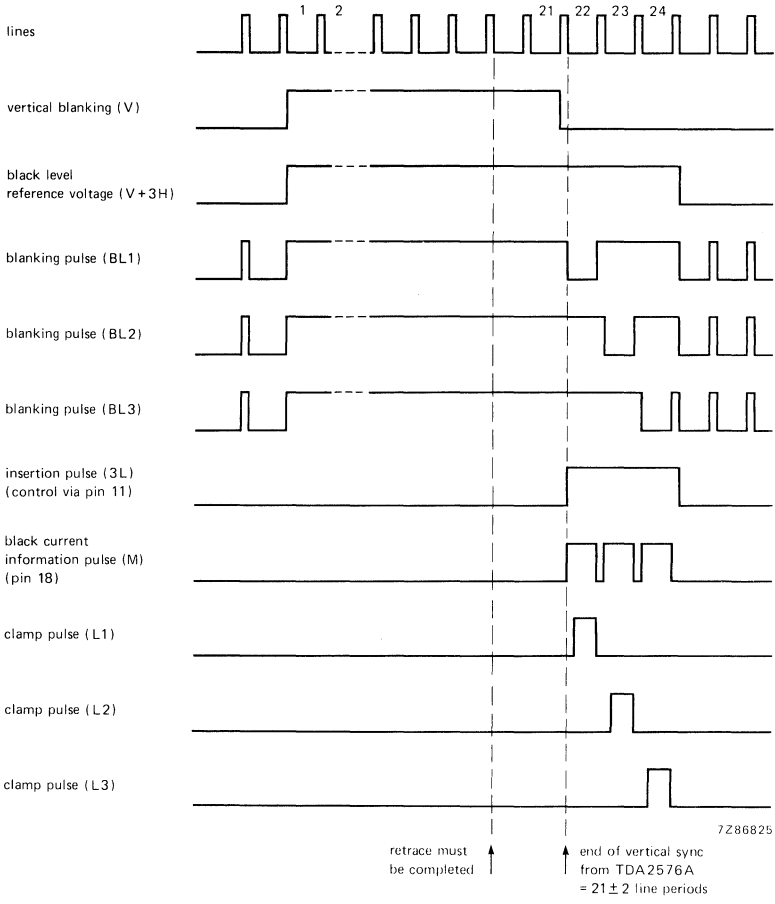 1 2 21 22 23 24
lines
vertical blanking (V)
black level
reference voltage (V+3H)
blanking pulse (BL1)
blanking pulse (BL2)
blanking pulse (BL3)
insertion pulse (3L)
(control via pin 11)
black current
information pulse (M)
(pin 18)
clamp pulse (L1)
clamp pulse (L2)
clamp pulse (L3)
7Z86825
retrace must
be completed
end of vertical sync
from TDA2576A
= 21 ± 2 line periods